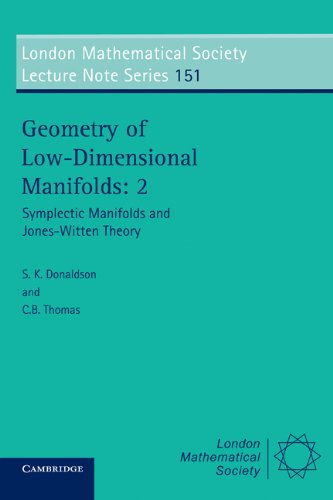 London Mathematical Society
Lecture Note Series 151
Geometry of
Low-Dimensional
Manifolds: 2
Symplectic Manifolds and
Jones–Witten Theory
S. K. Donaldson
and
C.B. Thomas
CAMBRIDGE
London
Mathematical
Society